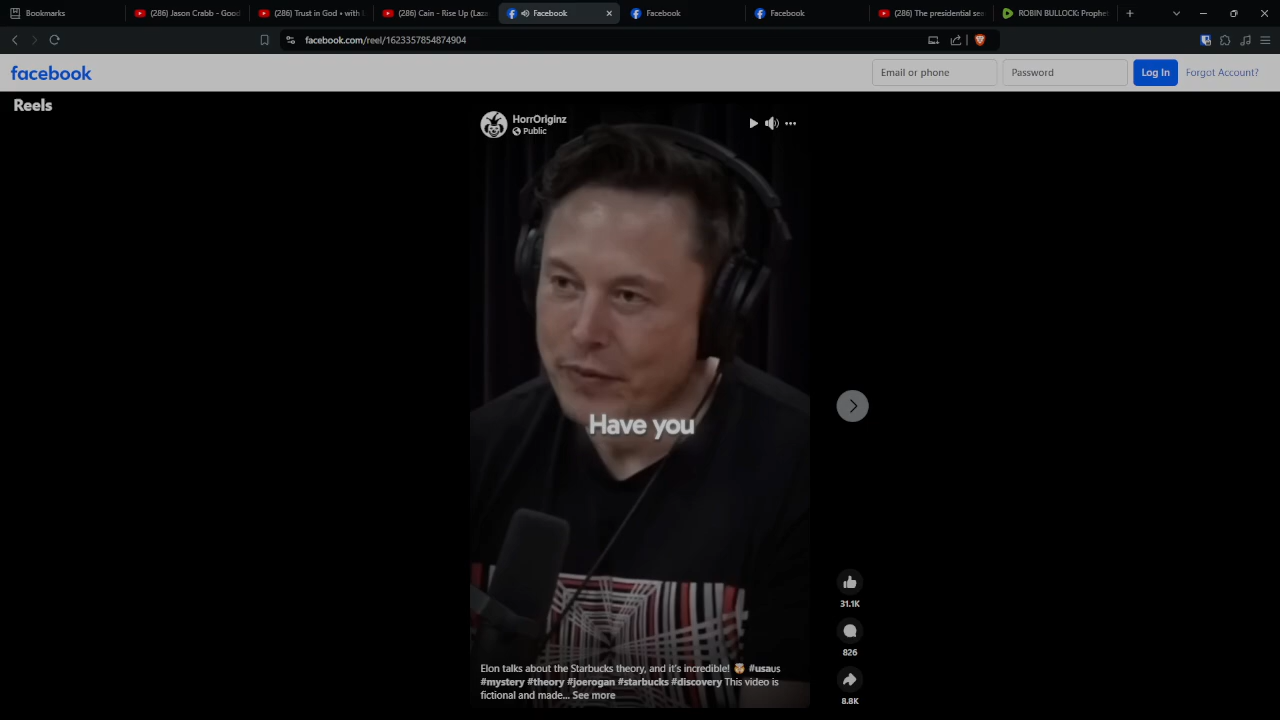 Bookmarks
(286) Jason Crabb - Good
(286) Trust in God • with L
(286) Cain - Rise Up (Laza
Facebook
Facebook
Facebook
(286) The presidential sea
ROBIN BULLOCK: Prophet
facebook.com/reel/1623357854874904
facebook
Email or phone
Password
Log In
Forgot Account?
Reels
HorrOriginz
Public
Have you
31.1K
826
8.8K
Elon talks about the Starbucks theory, and it's incredible! 🤯 #usaus
#mystery #theory #joerogan #starbucks #discovery This video is
fictional and made... See more